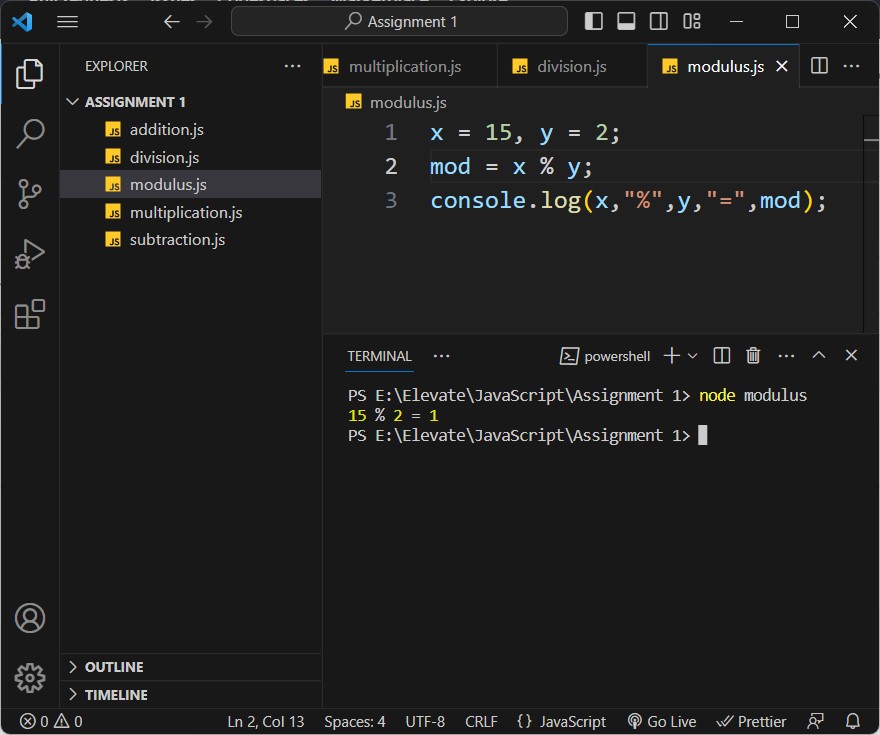 Assignment 1
EXPLORER
ASSIGNMENT 1
JS addition.js
JS division.js
JS modulus.js
JS multiplication.js
JS subtraction.js
OUTLINE
TIMELINE
JS multiplication.js JS division.js JS modulus.js
JS modulus.js
1 x = 15, y = 2;
2 mod = x % y;
3 console.log(x,"%",y,"=",mod);
TERMINAL powershell
PS E:\Elevate\JavaScript\Assignment 1> node modulus
15 % 2 = 1
PS E:\Elevate\JavaScript\Assignment 1>
0 0 Ln 2, Col 13 Spaces: 4 UTF-8 CRLF {} JavaScript Go Live Prettier